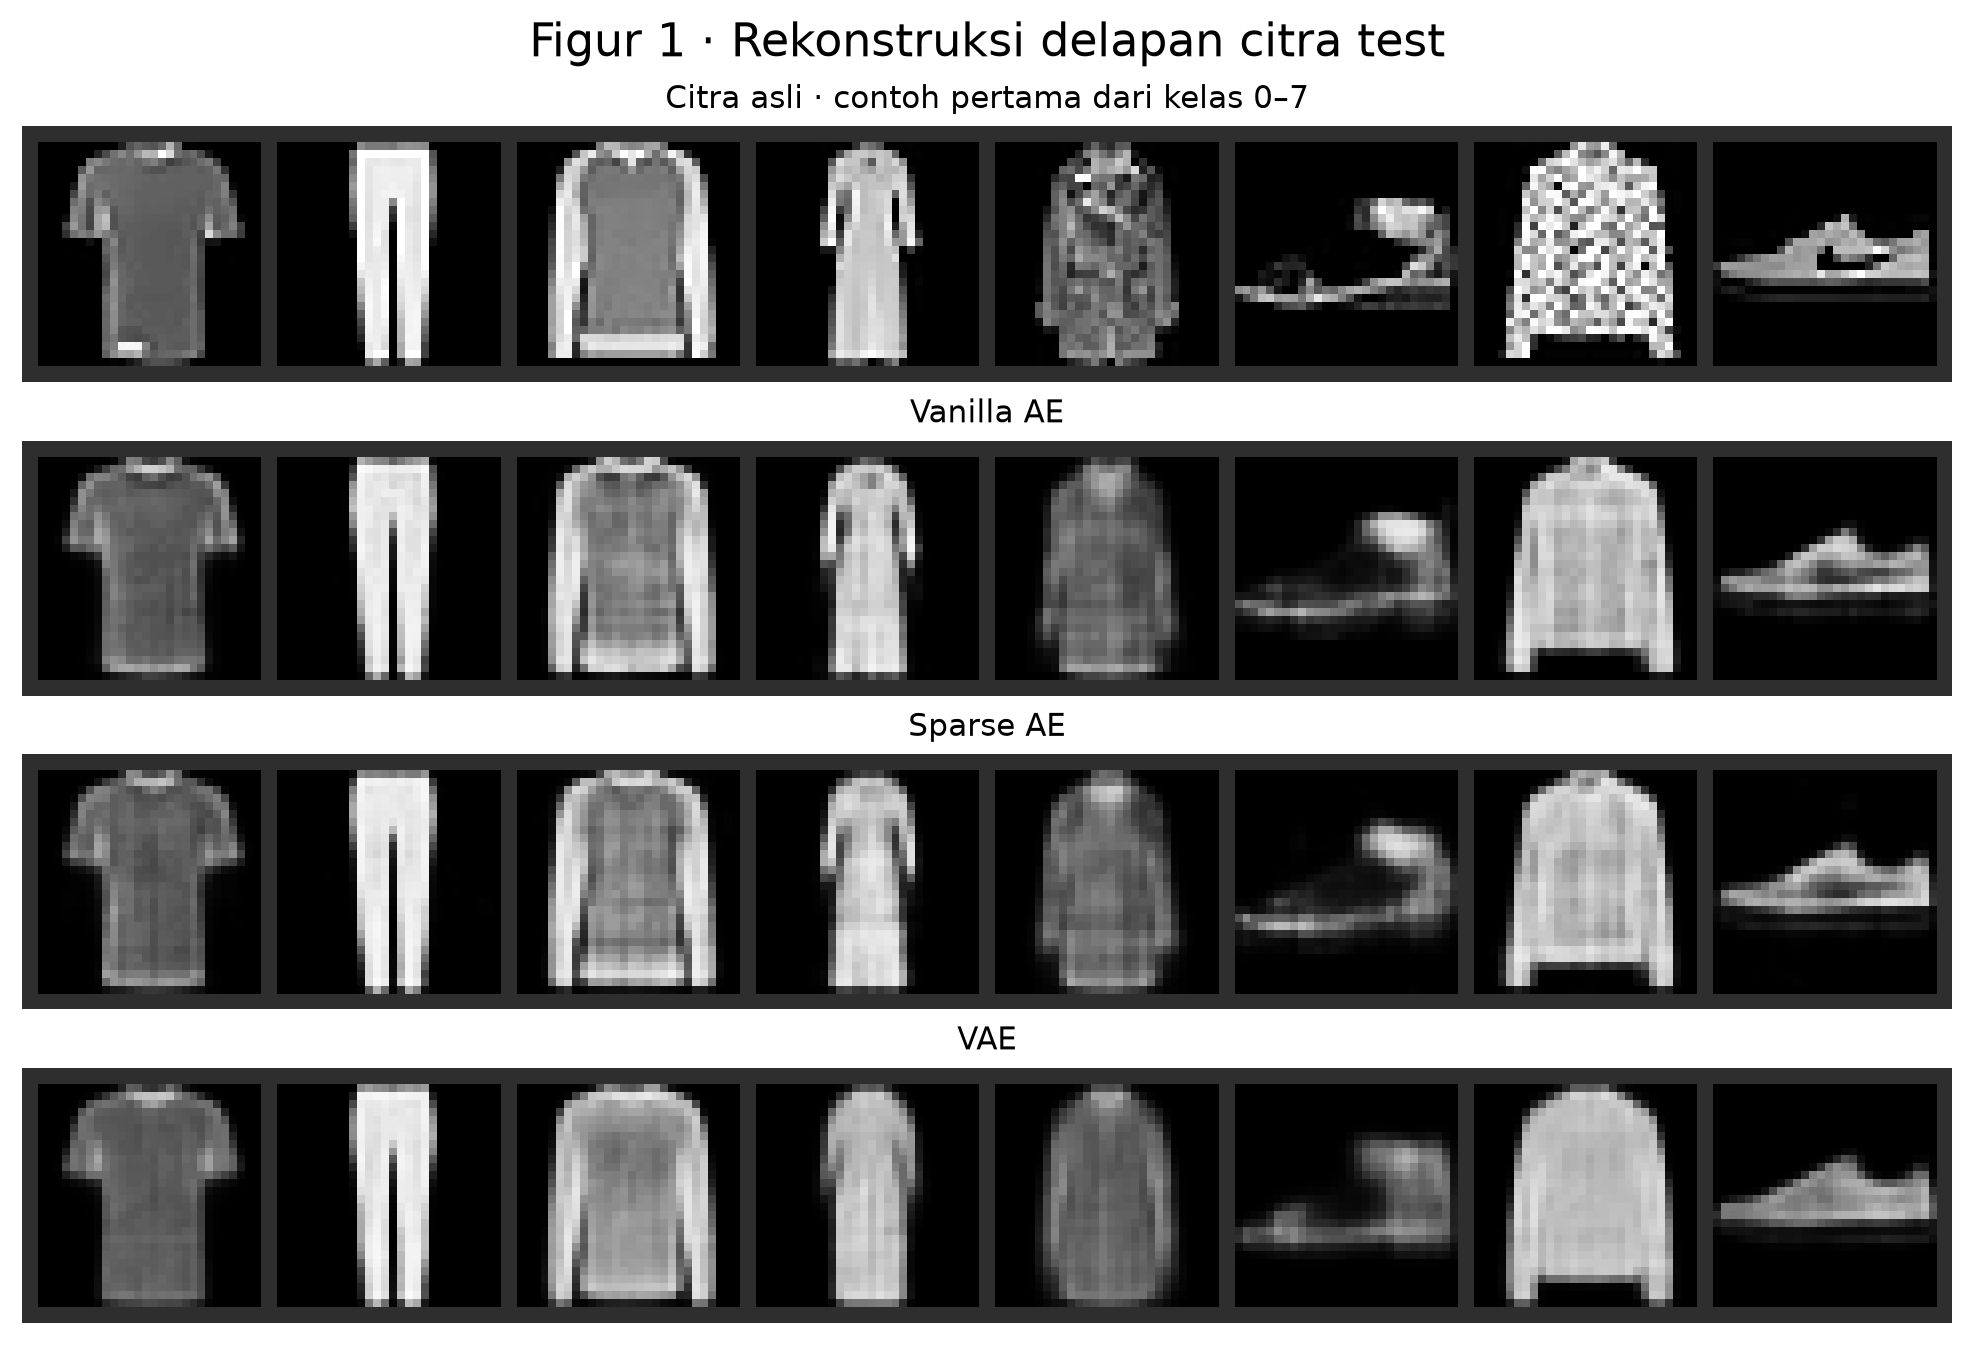 Figur 1 · Rekonstruksi delapan citra test
Citra asli · contoh pertama dari kelas 0–7
Vanilla AE
Sparse AE
VAE